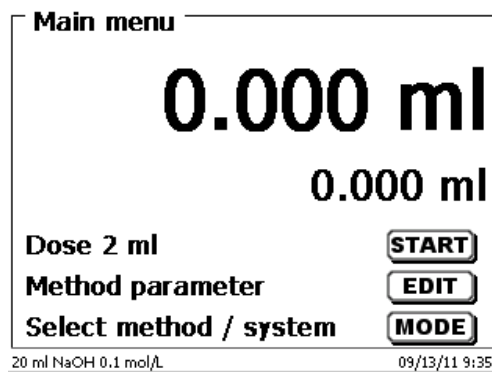 Main menu
0.000 ml
0.000 ml
Dose 2 ml START
Method parameter EDIT
Select method / system MODE
20 ml NaOH 0.1 mol/L 09/13/11 9:35